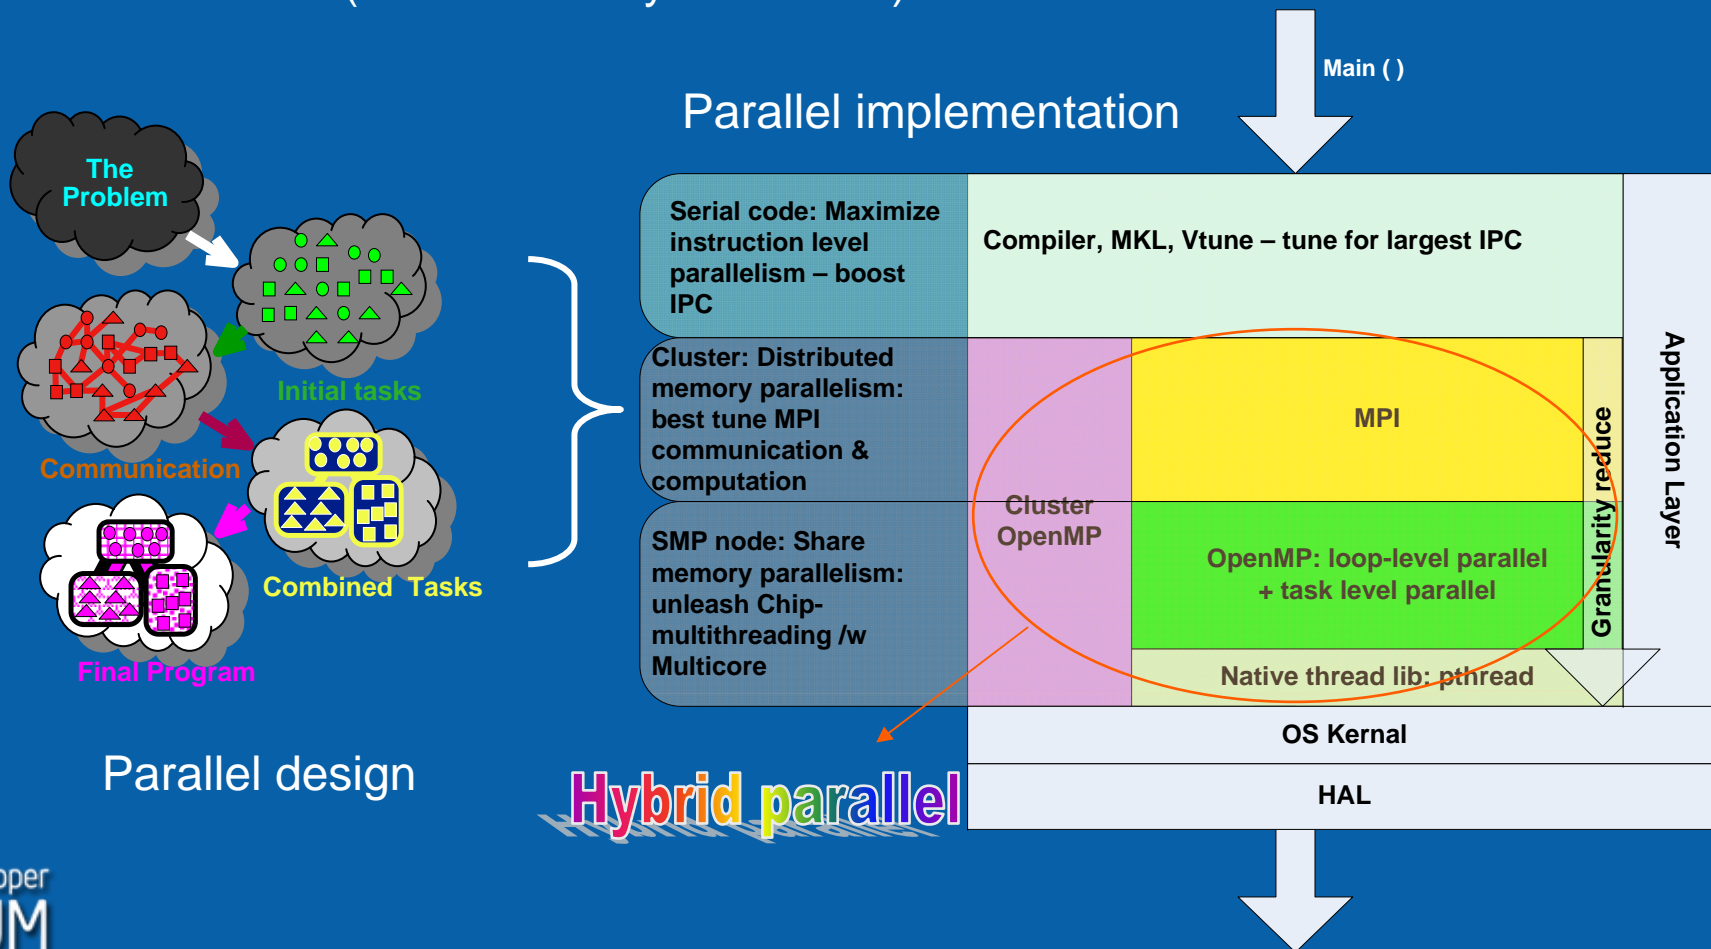 Main ( )
Parallel implementation
The
Problem
Initial tasks
Communication
Combined Tasks
Final Program
Parallel design
Serial code: Maximize
instruction level
parallelism – boost
IPC
Compiler, MKL, Vtune – tune for largest IPC
Cluster: Distributed
memory parallelism:
best tune MPI
communication &
computation
MPI
Cluster
OpenMP
SMP node: Share
memory parallelism:
unleash Chip-
multithreading /w
Multicore
OpenMP: loop-level parallel
+ task level parallel
Native thread lib: pthread
Granularity reduce
Application Layer
OS Kernal
HAL
Hybrid parallel